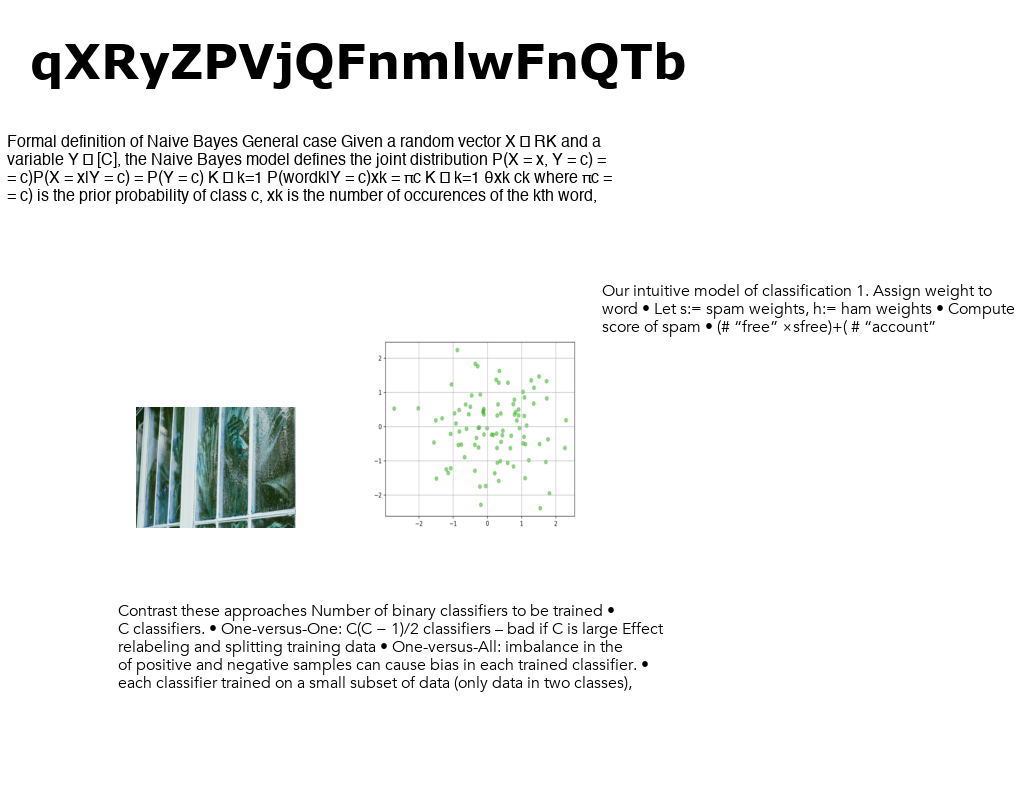 qXRyZPVjQFnmlwFnQTb
Formal definition of Naive Bayes General case Given a random vector X □ RK and a
variable Y □ [C], the Naive Bayes model defines the joint distribution P(X = x, Y = c) =
= c)P(X = x|Y = c) = P(Y = c) K □ k=1 P(wordk|Y = c)xk = πc K □ k=1 θxk ck where πc =
= c) is the prior probability of class c, xk is the number of occurences of the kth word,
Our intuitive model of classification 1. Assign weight to
word • Let s:= spam weights, h:= ham weights • Compute
score of spam • (# “free” ×sfree)+( # “account”
2
1
0
−1
−2
−2 −1 0 1 2
Contrast these approaches Number of binary classifiers to be trained •
C classifiers. • One-versus-One: C(C − 1)/2 classifiers – bad if C is large Effect
relabeling and splitting training data • One-versus-All: imbalance in the
of positive and negative samples can cause bias in each trained classifier. •
each classifier trained on a small subset of data (only data in two classes),